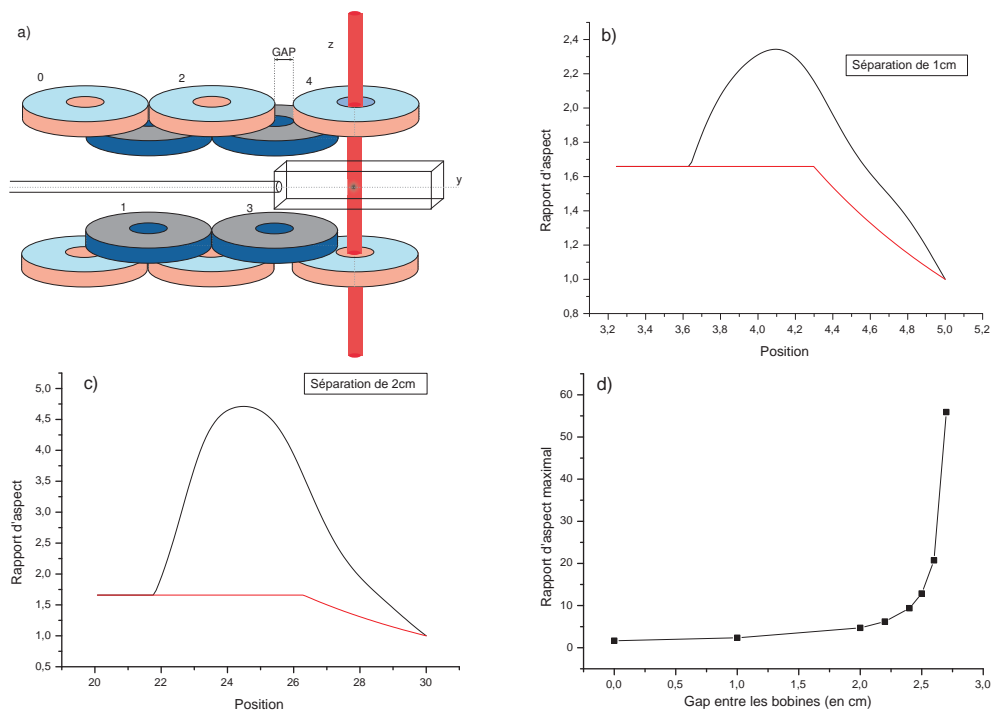 a)
z
GAP
0
2
4
y
1
3
b)
Séparation de 1cm
2,4
2,2
2,0
1,8
1,6
1,4
1,2
1,0
0,8
Rapport d'aspect
3,2 3,4 3,6 3,8 4,0 4,2 4,4 4,6 4,8 5,0 5,2
Position
c)
Séparation de 2cm
5,0
4,5
4,0
3,5
3,0
2,5
2,0
1,5
1,0
0,5
Rapport d'aspect
20 22 24 26 28 30
Position
d)
60
50
40
30
20
10
0
Rapport d'aspect maximal
0,0 0,5 1,0 1,5 2,0 2,5 3,0
Gap entre les bobines (en cm)